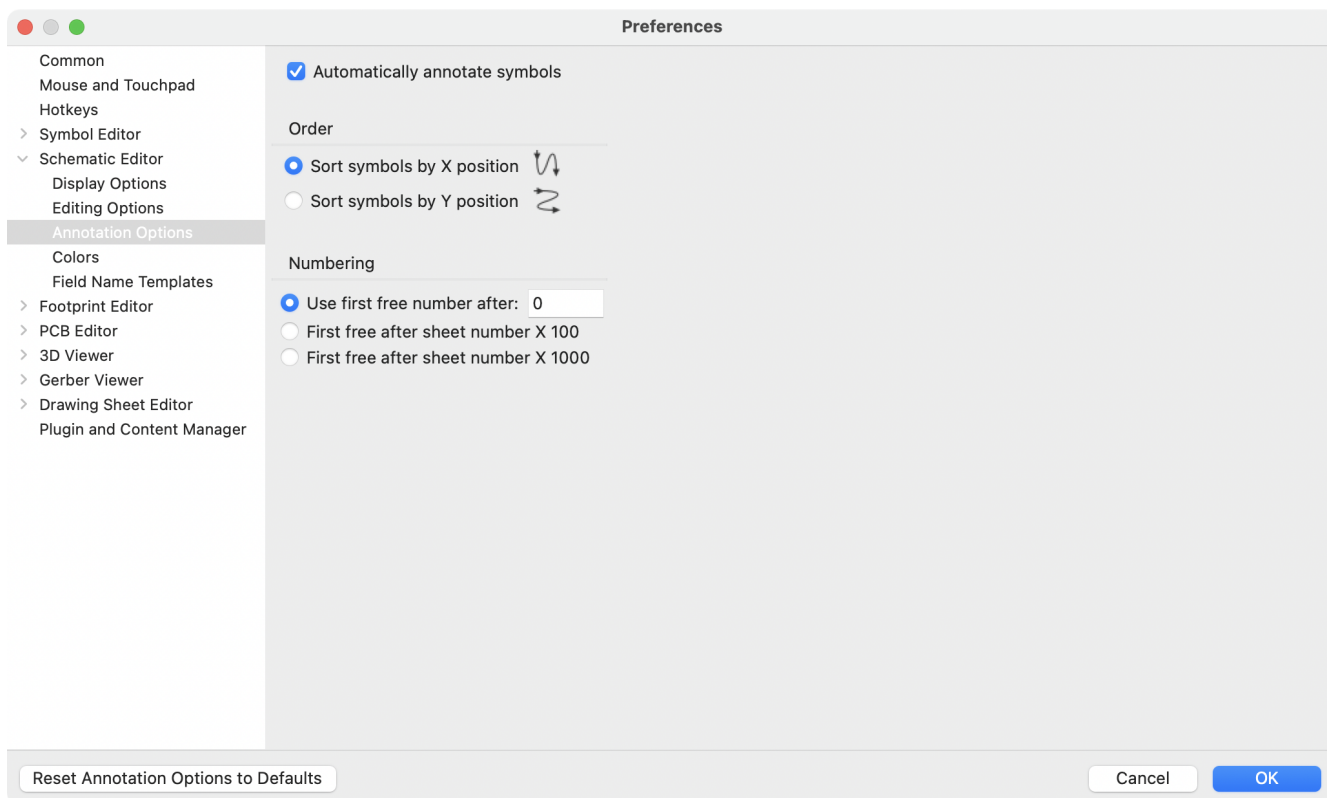 Preferences
Common
Mouse and Touchpad
Hotkeys
Symbol Editor
Schematic Editor
Display Options
Editing Options
Annotation Options
Colors
Field Name Templates
Footprint Editor
PCB Editor
3D Viewer
Gerber Viewer
Drawing Sheet Editor
Plugin and Content Manager
Automatically annotate symbols
Order
Sort symbols by X position
Sort symbols by Y position
Numbering
Use first free number after: 0
First free after sheet number X 100
First free after sheet number X 1000
Reset Annotation Options to Defaults
Cancel
OK